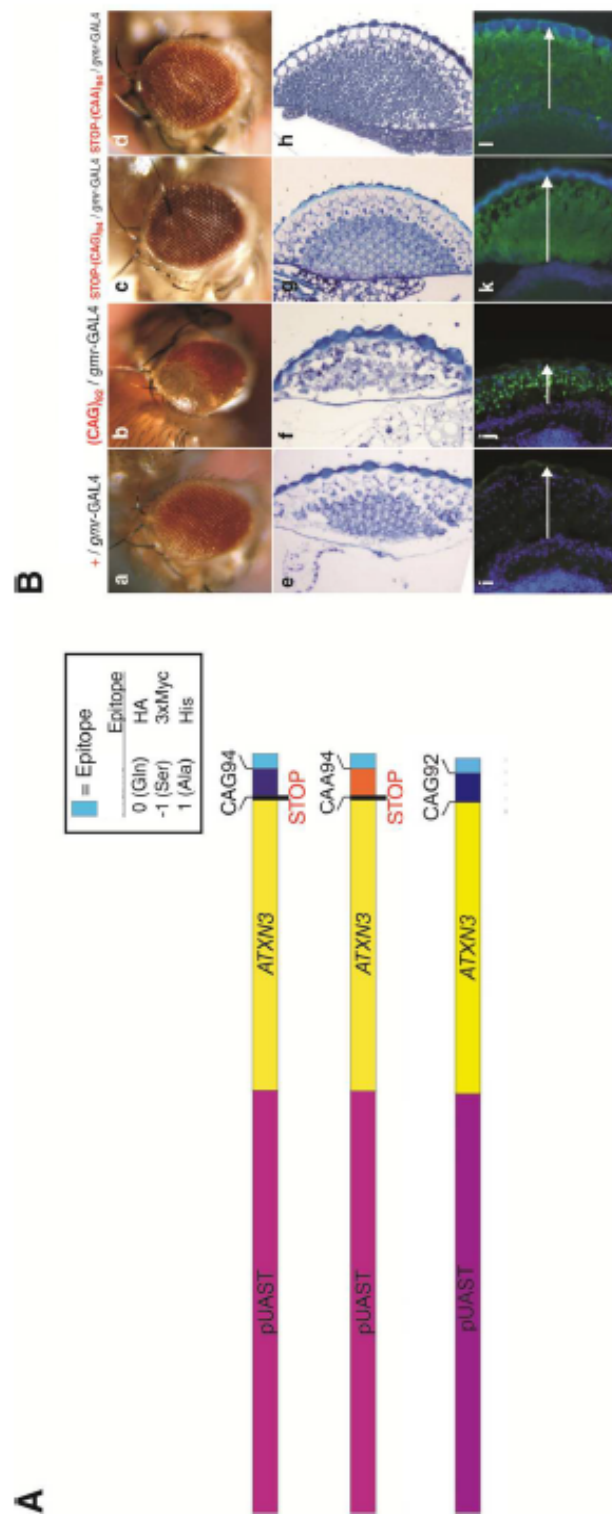 A
= Epitope
Epitope
0 (Gln) HA
-1 (Ser) 3xMyc
1 (Ala) His
pUAST
ATXN3
CAG94
STOP
pUAST
ATXN3
CAA94
STOP
pUAST
ATXN3
CAG92
B
+ / gmr-GAL4
(CAG)92 / gmr-GAL4
STOP-(CAG)94 / gmr-GAL4
STOP-(CAA)94 / gmr-GAL4
a
b
c
d
e
f
g
h
i
j
k
l